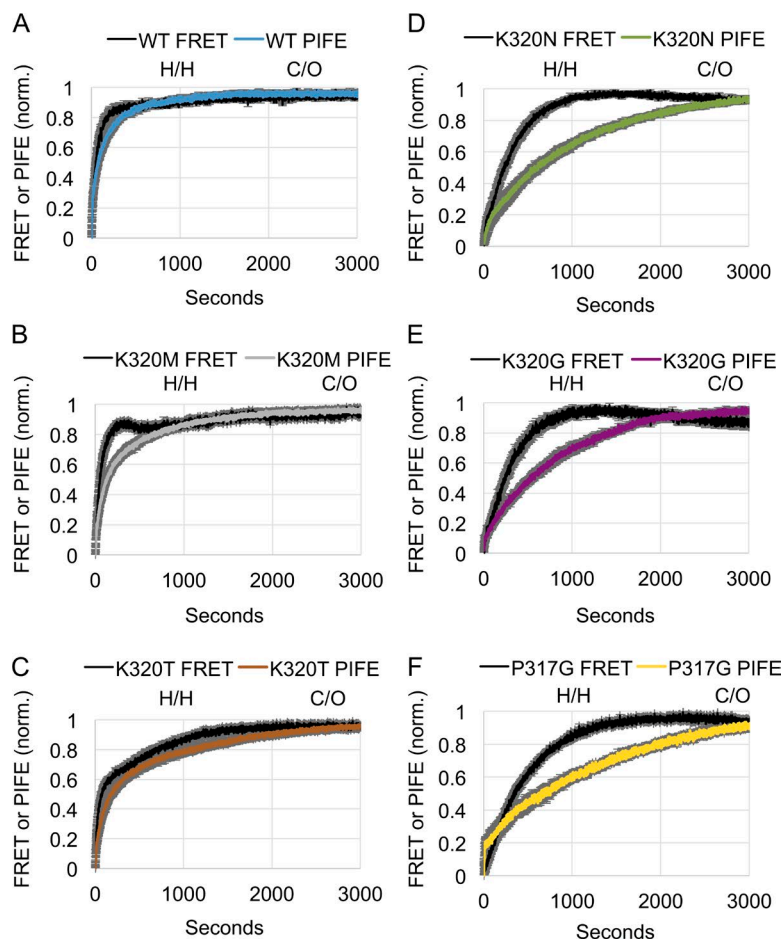 A
WT FRET WT PIFE
H/H C/O
FRET or PIFE (norm.)
1
0.8
0.6
0.4
0.2
0
0 1000 2000 3000
Seconds
B
K320M FRET K320M PIFE
H/H C/O
FRET or PIFE (norm.)
1
0.8
0.6
0.4
0.2
0
0 1000 2000 3000
Seconds
C
K320T FRET K320T PIFE
H/H C/O
FRET or PIFE (norm.)
1
0.8
0.6
0.4
0.2
0
0 1000 2000 3000
Seconds
D
K320N FRET K320N PIFE
H/H C/O
FRET or PIFE (norm.)
1
0.8
0.6
0.4
0.2
0
0 1000 2000 3000
Seconds
E
K320G FRET K320G PIFE
H/H C/O
FRET or PIFE (norm.)
1
0.8
0.6
0.4
0.2
0
0 1000 2000 3000
Seconds
F
P317G FRET P317G PIFE
H/H C/O
FRET or PIFE (norm.)
1
0.8
0.6
0.4
0.2
0
0 1000 2000 3000
Seconds